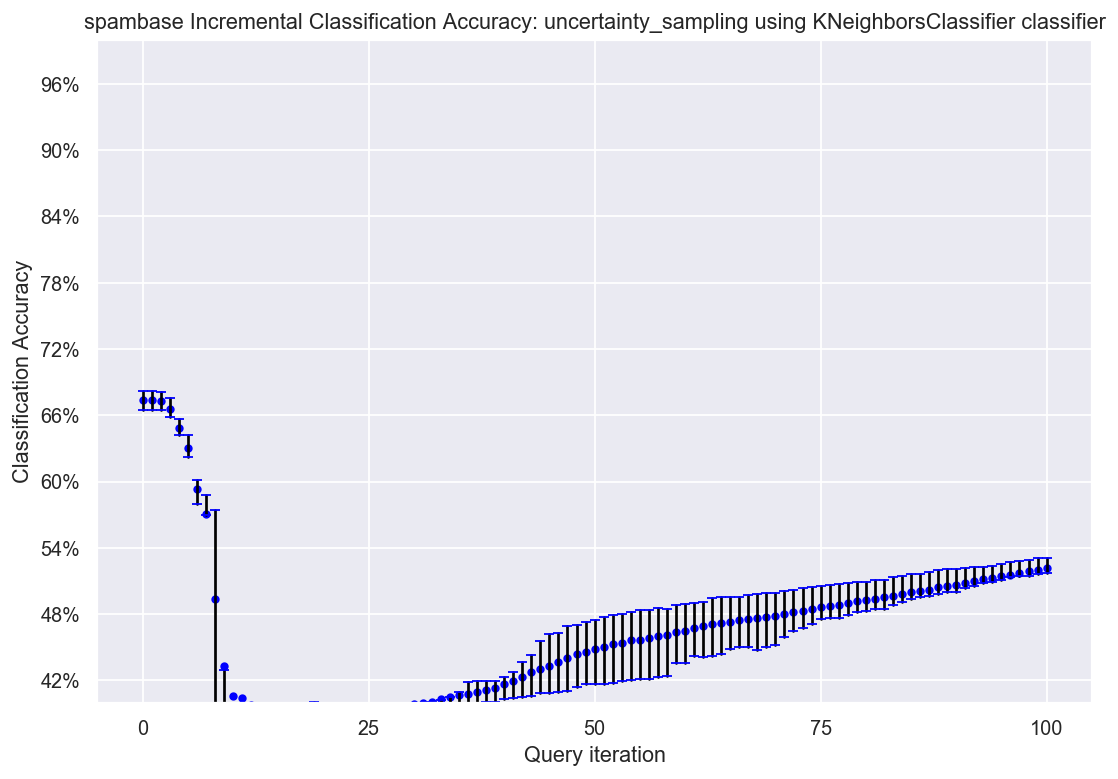 spambase Incremental Classification Accuracy: uncertainty_sampling using KNeighborsClassifier classifier
96%
90%
84%
78%
72%
66%
60%
54%
48%
42%
Classification Accuracy
0 25 50 75 100
Query iteration